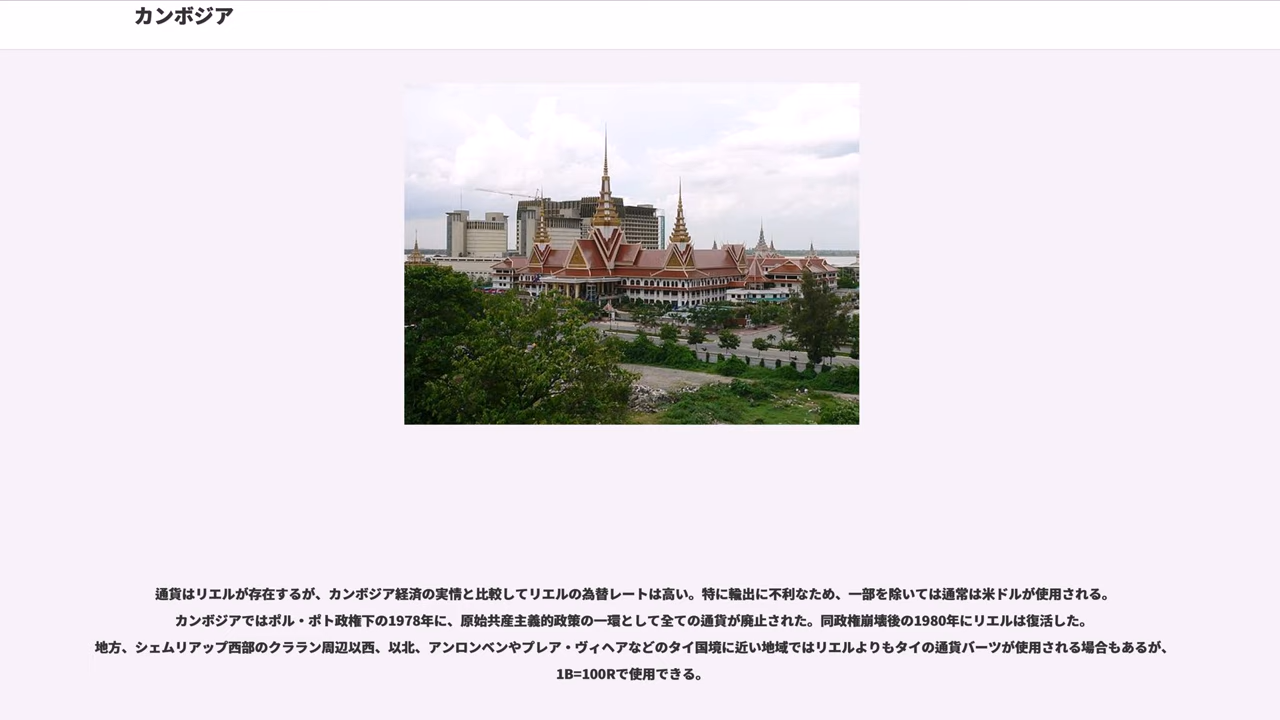 カンボジア
通貨はリエルが存在するが、カンボジア経済の実情と比較してリエルの為替レートは高い。特に輸出に不利なため、一部を除いては通常は米ドルが使用される。
カンボジアではポル・ポト政権下の1978年に、原始共産主義的政策の一環として全ての通貨が廃止された。同政権崩壊後の1980年にリエルは復活した。
地方、シェムリアップ西部のクララン周辺以西、以北、アンロンベンやプレア・ヴィヘアなどのタイ国境に近い地域ではリエルよりもタイの通貨バーツが使用される場合もあるが、
1B=100Rで使用できる。